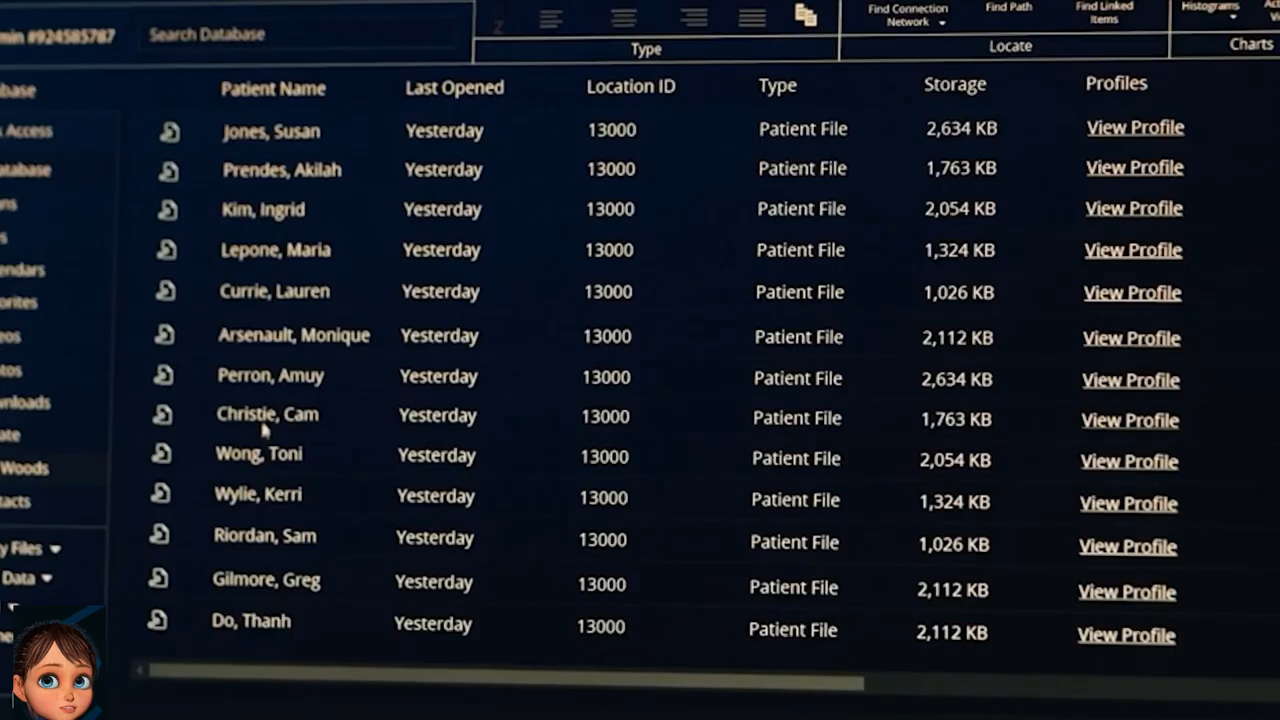 min #924585787
Search Database
Find Connection
Network
Find Path
Find Linked
Items
Histograms
Type
Locate
Charts
Patient Name Last Opened Location ID Type Storage Profiles
Jones, Susan Yesterday 13000 Patient File 2,634 KB View Profile
Prendes, Akilah Yesterday 13000 Patient File 1,763 KB View Profile
Kim, Ingrid Yesterday 13000 Patient File 2,054 KB View Profile
Lepone, Maria Yesterday 13000 Patient File 1,324 KB View Profile
Currie, Lauren Yesterday 13000 Patient File 1,026 KB View Profile
Arsenault, Monique Yesterday 13000 Patient File 2,112 KB View Profile
Perron, Amuy Yesterday 13000 Patient File 2,634 KB View Profile
Christie, Cam Yesterday 13000 Patient File 1,763 KB View Profile
Wong, Toni Yesterday 13000 Patient File 2,054 KB View Profile
Wylie, Kerri Yesterday 13000 Patient File 1,324 KB View Profile
Riordan, Sam Yesterday 13000 Patient File 1,026 KB View Profile
Gilmore, Greg Yesterday 13000 Patient File 2,112 KB View Profile
Do, Thanh Yesterday 13000 Patient File 2,112 KB View Profile
Access
Woods
Files
Data